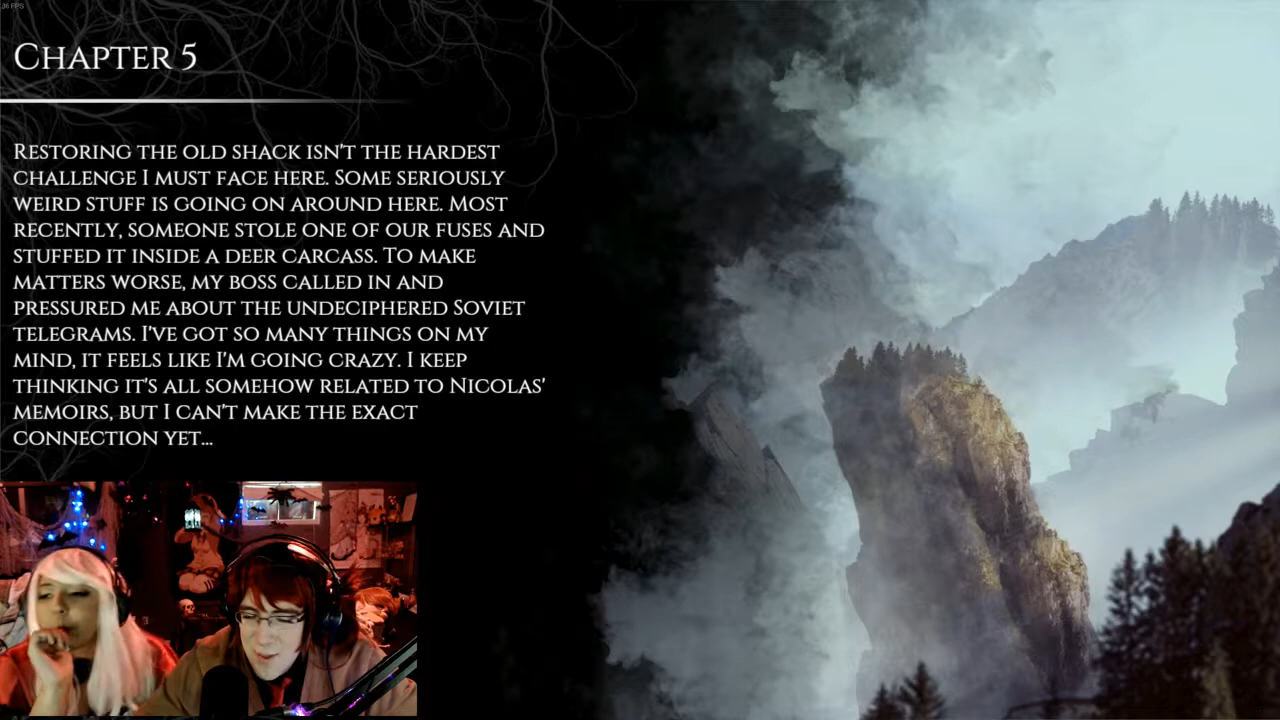 36 FPS
Chapter 5
Restoring the old shack isn't the hardest
challenge I must face here. Some seriously
weird stuff is going on around here. Most
recently, someone stole one of our fuses and
stuffed it inside a deer carcass. To make
matters worse, my boss called in and
pressured me about the undeciphered Soviet
telegrams. I've got so many things on my
mind, it feels like I'm going crazy. I keep
thinking it's all somehow related to Nicolas'
memoirs, but I can't make the exact
connection yet...